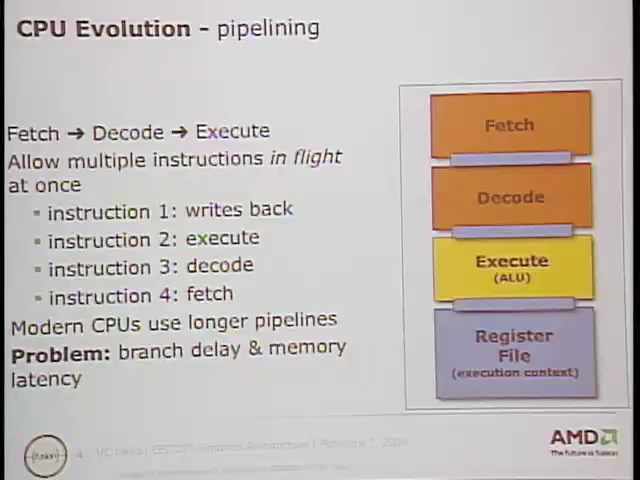 CPU Evolution – pipelining
Fetch → Decode → Execute
Allow multiple instructions in flight
at once
▪ instruction 1: writes back
▪ instruction 2: execute
▪ instruction 3: decode
▪ instruction 4: fetch
Modern CPUs use longer pipelines
Problem: branch delay & memory
latency
Fetch
Decode
Execute
(ALU)
Register
File
(execution context)
fusion
4
AMD
The future is fusion